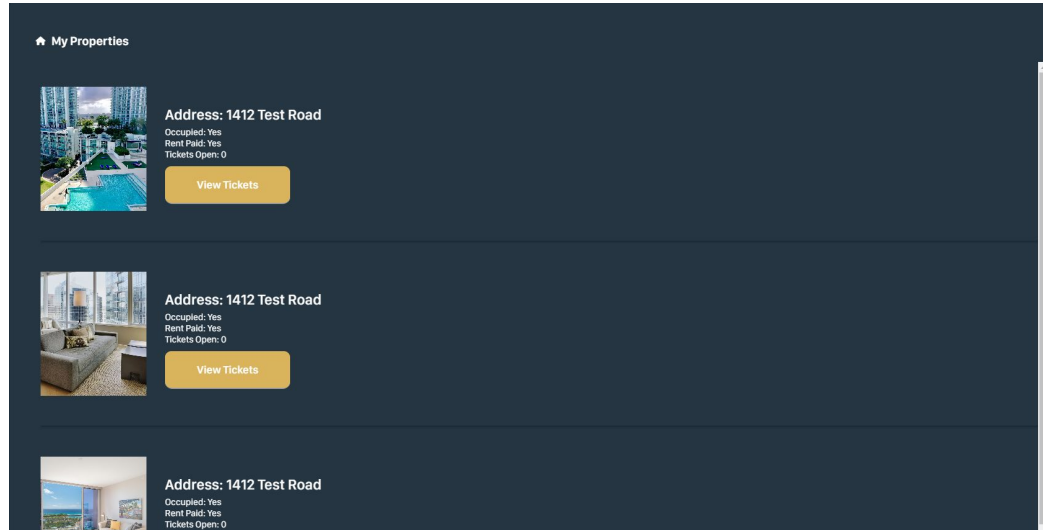 My Properties
Address: 1412 Test Road
Occupied: Yes
Rent Paid: Yes
Tickets Open: 0
View Tickets
Address: 1412 Test Road
Occupied: Yes
Rent Paid: Yes
Tickets Open: 0
View Tickets
Address: 1412 Test Road
Occupied: Yes
Rent Paid: Yes
Tickets Open: 0